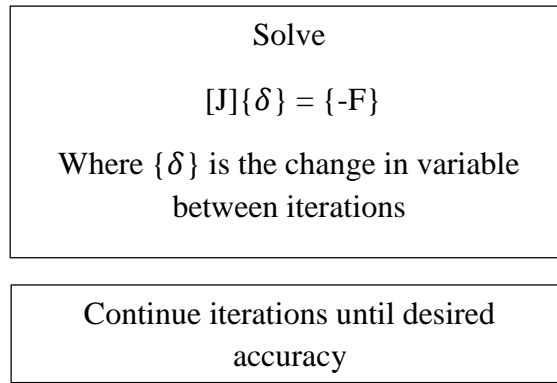 Solve
[J]{𝛿} = {-F}
Where {𝛿} is the change in variable
between iterations
Continue iterations until desired
accuracy